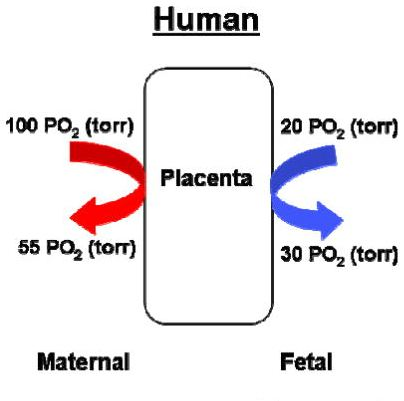 Human
100 PO₂ (torr)
20 PO₂ (torr)
Placenta
55 PO₂ (torr)
30 PO₂ (torr)
Maternal
Fetal